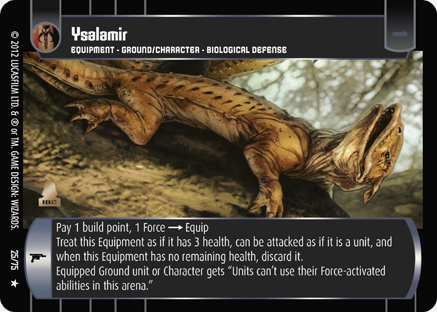 Ysalamir
EQUIPMENT - GROUND/CHARACTER - BIOLOGICAL DEFENSE
Pay 1 build point, 1 Force → Equip
Treat this Equipment as if it has 3 health, can be attacked as if it is a unit, and
when this Equipment has no remaining health, discard it.
Equipped Ground unit or Character gets "Units can't use their Force-activated
abilities in this arena."
© 2012 LUCASFILM LTD. & ® or TM. GAME DESIGN: WIZARDS.
25/75
IDC